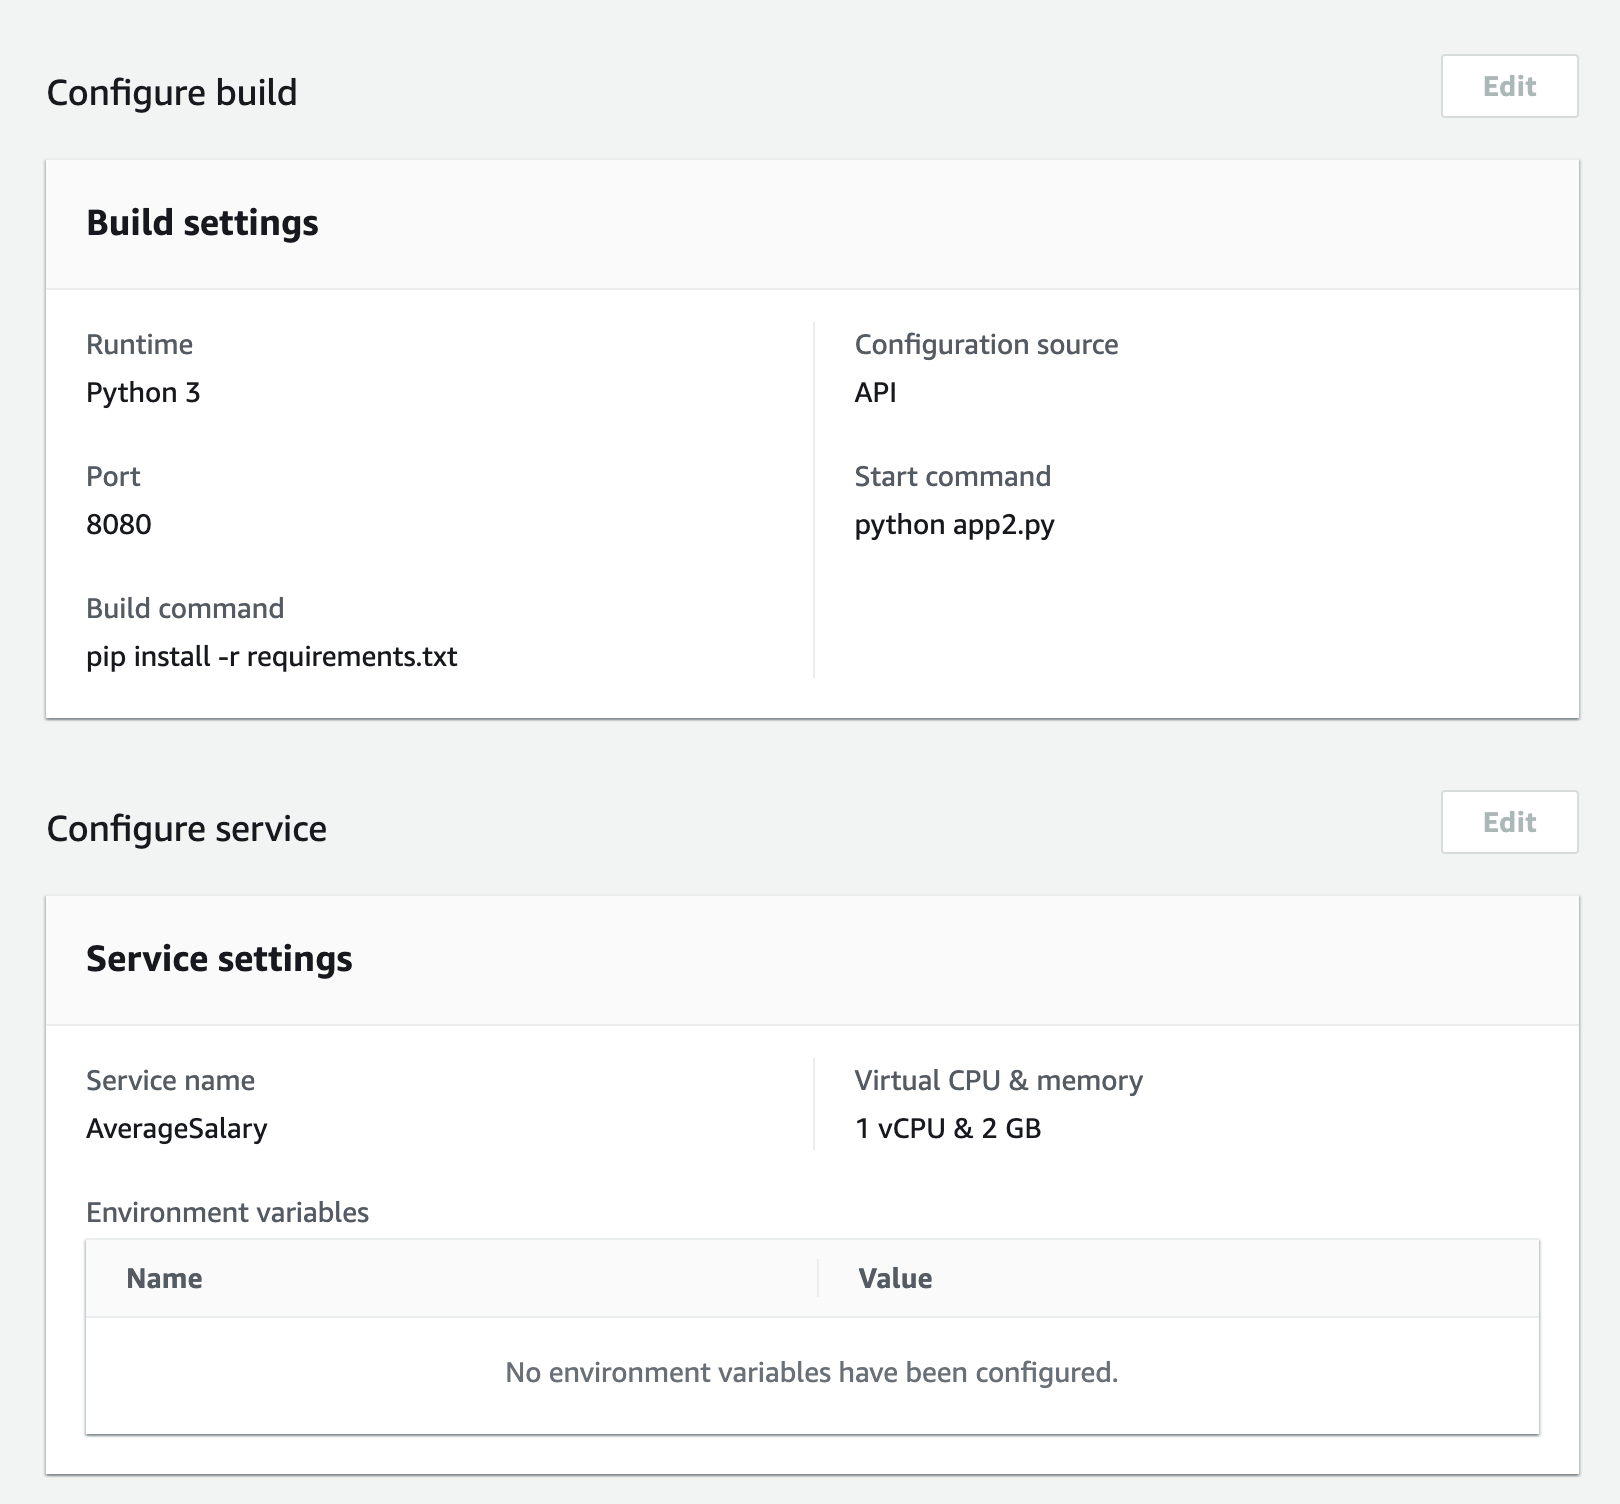 Configure build
Edit
Build settings
Runtime
Python 3
Configuration source
API
Port
8080
Start command
python app2.py
Build command
pip install -r requirements.txt
Configure service
Edit
Service settings
Service name
AverageSalary
Virtual CPU & memory
1 vCPU & 2 GB
Environment variables
Name
Value
No environment variables have been configured.